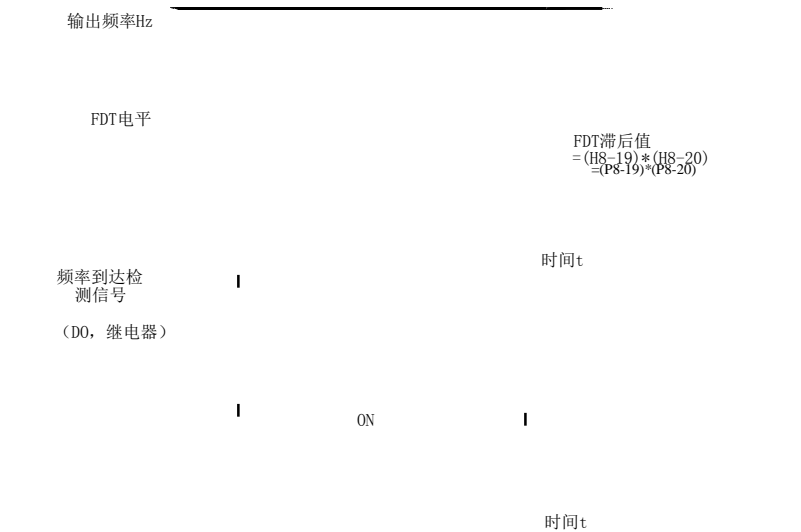 输出频率Hz
FDT电平
FDT滞后值
=(H8-19)*(H8-20)
=(P8-19)*(P8-20)
时间t
频率到达检
测信号
（DO，继电器）
ON
时间t